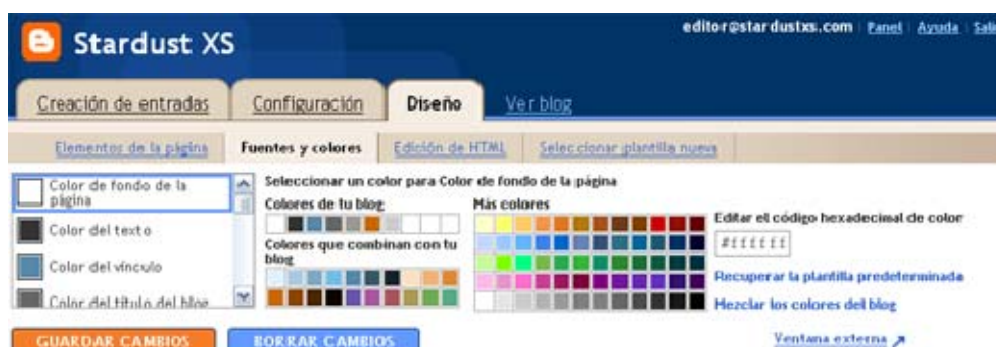 editor@stardustxs.com Panel Ayuda Salir
Stardust XS
Creación de entradas Configuración Diseño Ver blog
Elementos de la página Fuentes y colores Edición de HTML Seleccionar plantilla nueva
Color de fondo de la página
Color del texto
Color del vínculo
Color del título del blog
Seleccionar un color para Color de fondo de la página
Colores de tu blog
Colores que combinan con tu
blog
Más colores
Editar el código hexadecimal de color
#ffffff
Recuperar la plantilla predeterminada
Mezclar los colores del blog
GUARDAR CAMBIOS BORRAR CAMBIOS Ventana externa